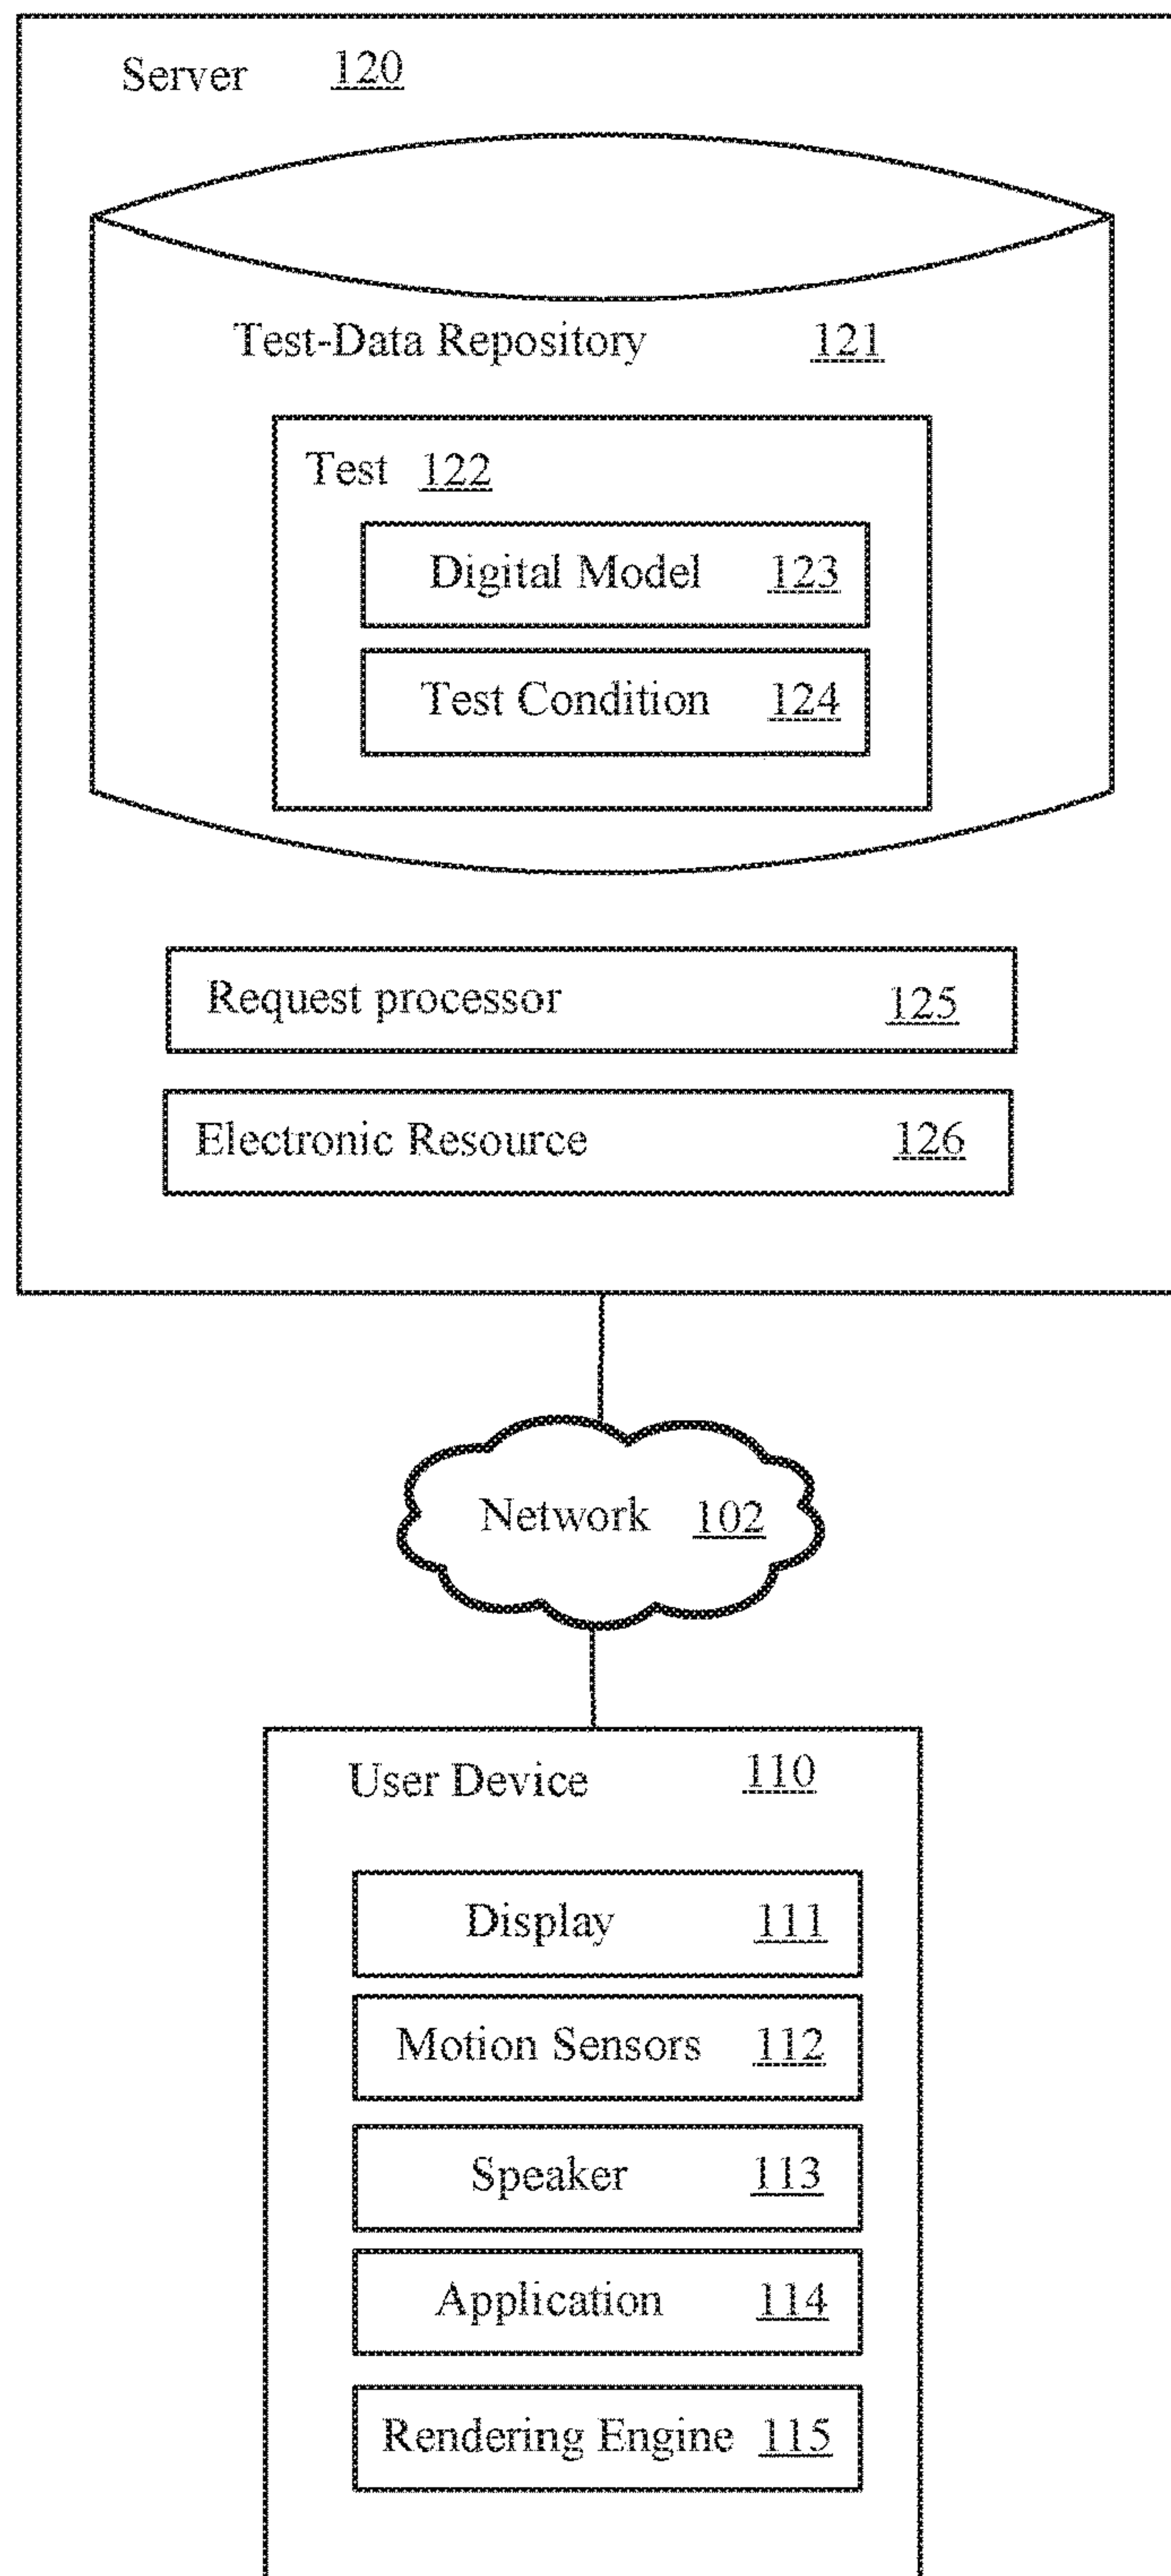 Server 120
Test-Data Repository 121
Test 122
Digital Model 123
Test Condition 124
Request processor 125
Electronic Resource 126
Network 102
User Device 110
Display 111
Motion Sensors 112
Speaker 113
Application 114
Rendering Engine 115